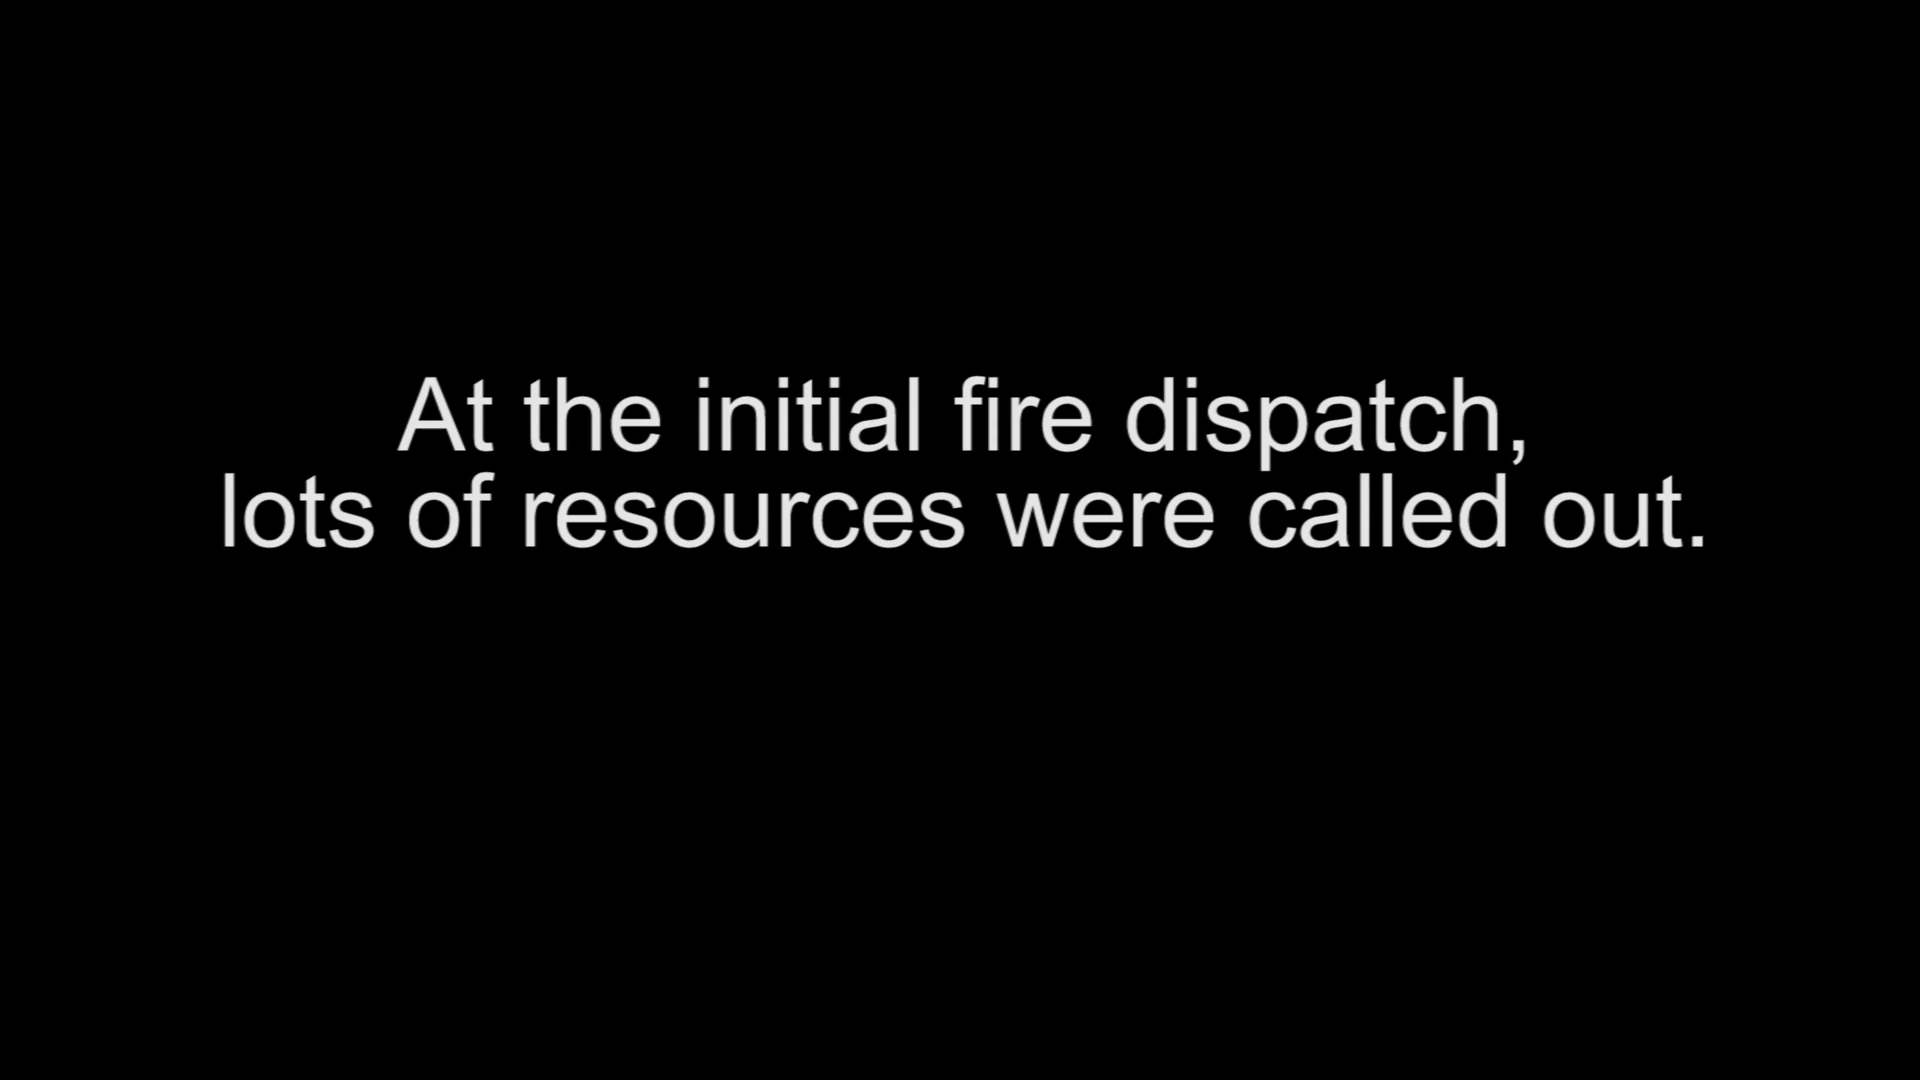 At the initial fire dispatch,
lots of resources were called out.